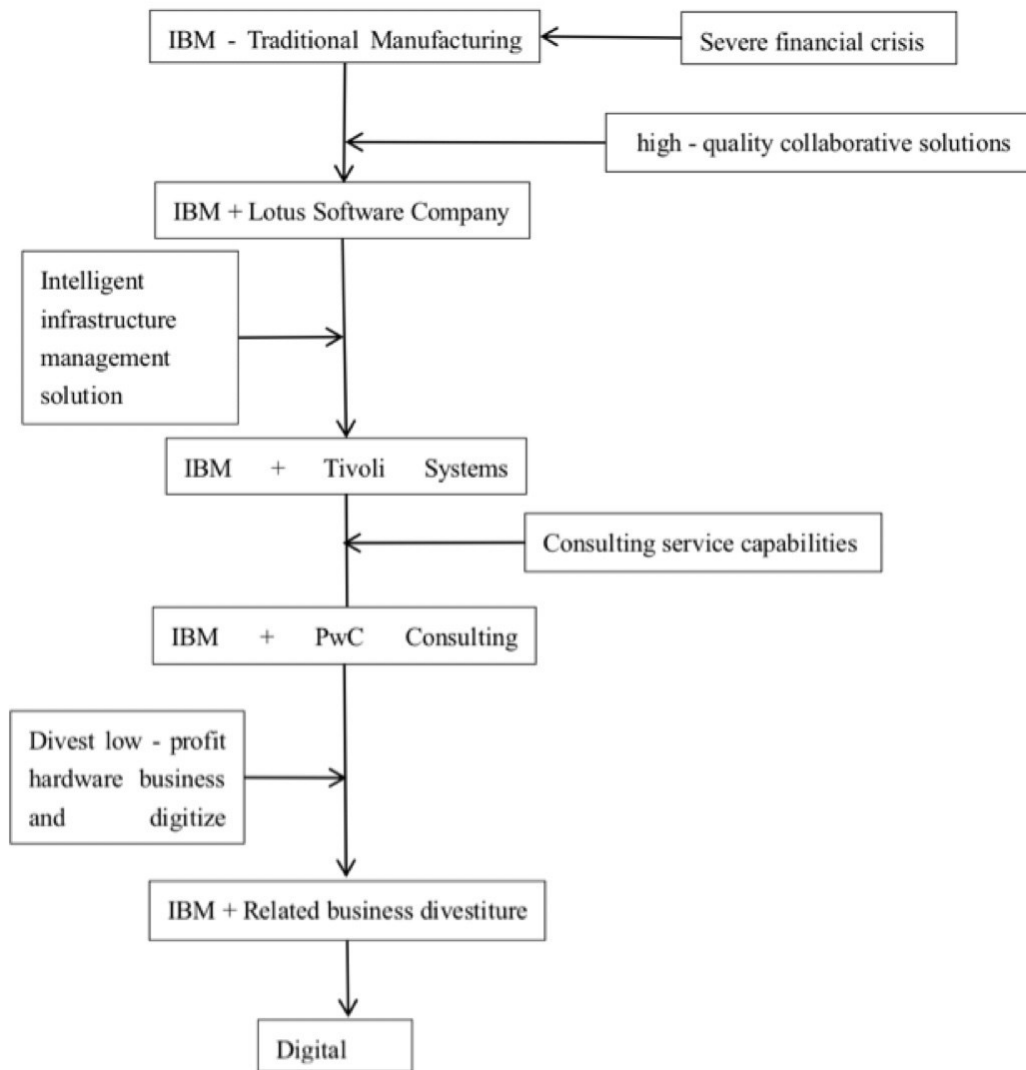 IBM - Traditional Manufacturing
Severe financial crisis
high - quality collaborative solutions
IBM + Lotus Software Company
Intelligent
infrastructure
management
solution
IBM + Tivoli Systems
Consulting service capabilities
IBM + PwC Consulting
Divest low - profit
hardware business
and digitize
IBM + Related business divestiture
Digital